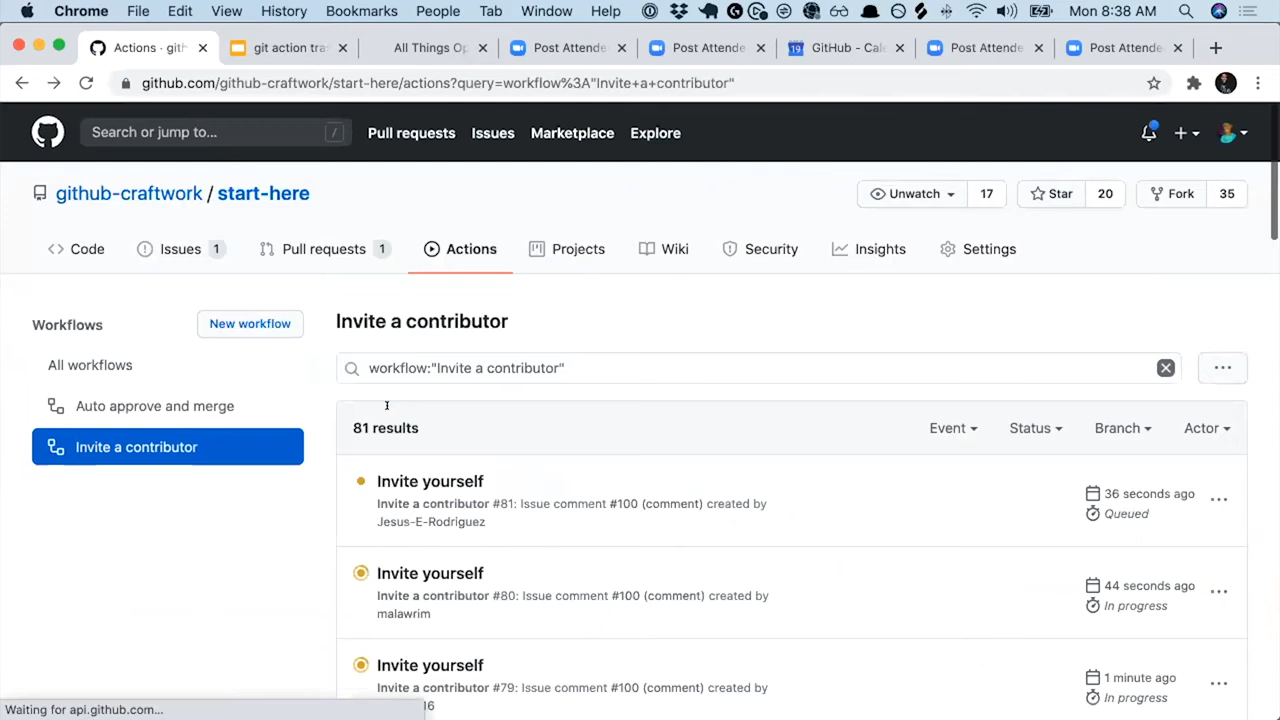 Chrome File Edit View History Bookmarks People Tab Window Help Mon 8:38 AM
Actions · gith git action tra All Things Op Post Attende Post Attende 19 GitHub - Cale Post Attende Post Attende
github.com/github-craftwork/start-here/actions?query=workflow%3A"Invite+a+contributor"
Search or jump to... / Pull requests Issues Marketplace Explore
github-craftwork / start-here Unwatch 17 Star 20 Fork 35
Code Issues 1 Pull requests 1 Actions Projects Wiki Security Insights Settings
Workflows New workflow
All workflows
Auto approve and merge
Invite a contributor
Invite a contributor
workflow:"Invite a contributor"
81 results Event Status Branch Actor
Invite yourself
Invite a contributor #81: Issue comment #100 (comment) created by
Jesus-E-Rodriguez
36 seconds ago
Queued
Invite yourself
Invite a contributor #80: Issue comment #100 (comment) created by
malawrim
44 seconds ago
In progress
Invite yourself
Invite a contributor #79: Issue comment #100 (comment) created by
16
1 minute ago
In progress
Waiting for api.github.com...